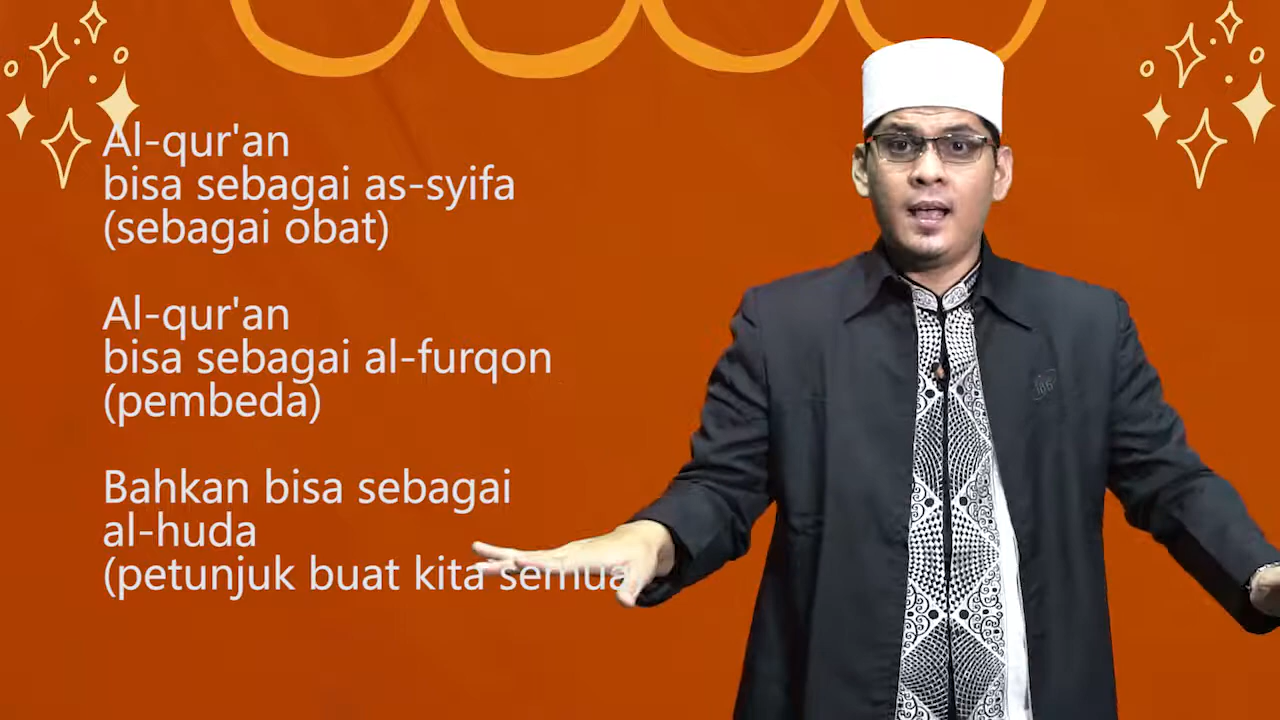 Al-qur'an
bisa sebagai as-syifa
(sebagai obat)
Al-qur'an
bisa sebagai al-furqon
(pembeda)
Bahkan bisa sebagai
al-huda
(petunjuk buat kita semua